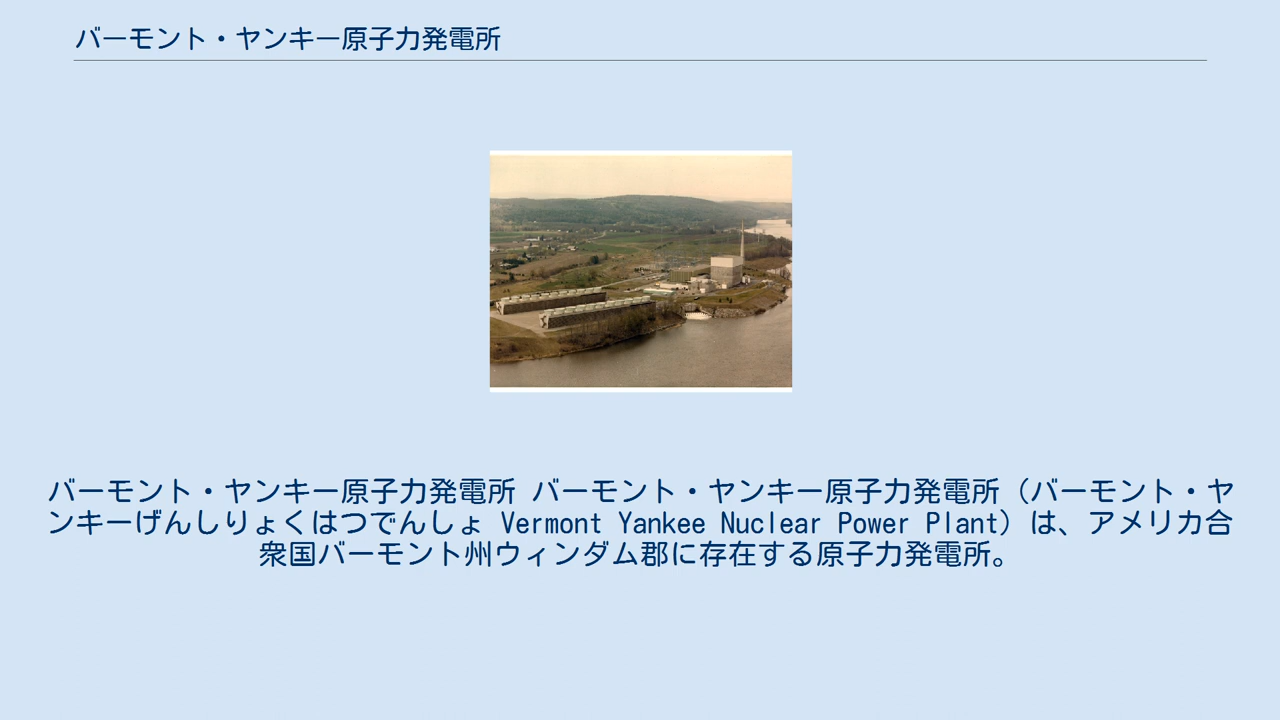 バーモント・ヤンキー原子力発電所
バーモント・ヤンキー原子力発電所 バーモント・ヤンキー原子力発電所（バーモント・ヤ
ンキーげんしりょくはつでんしょ Vermont Yankee Nuclear Power Plant）は、アメリカ合
衆国バーモント州ウィンダム郡に存在する原子力発電所。